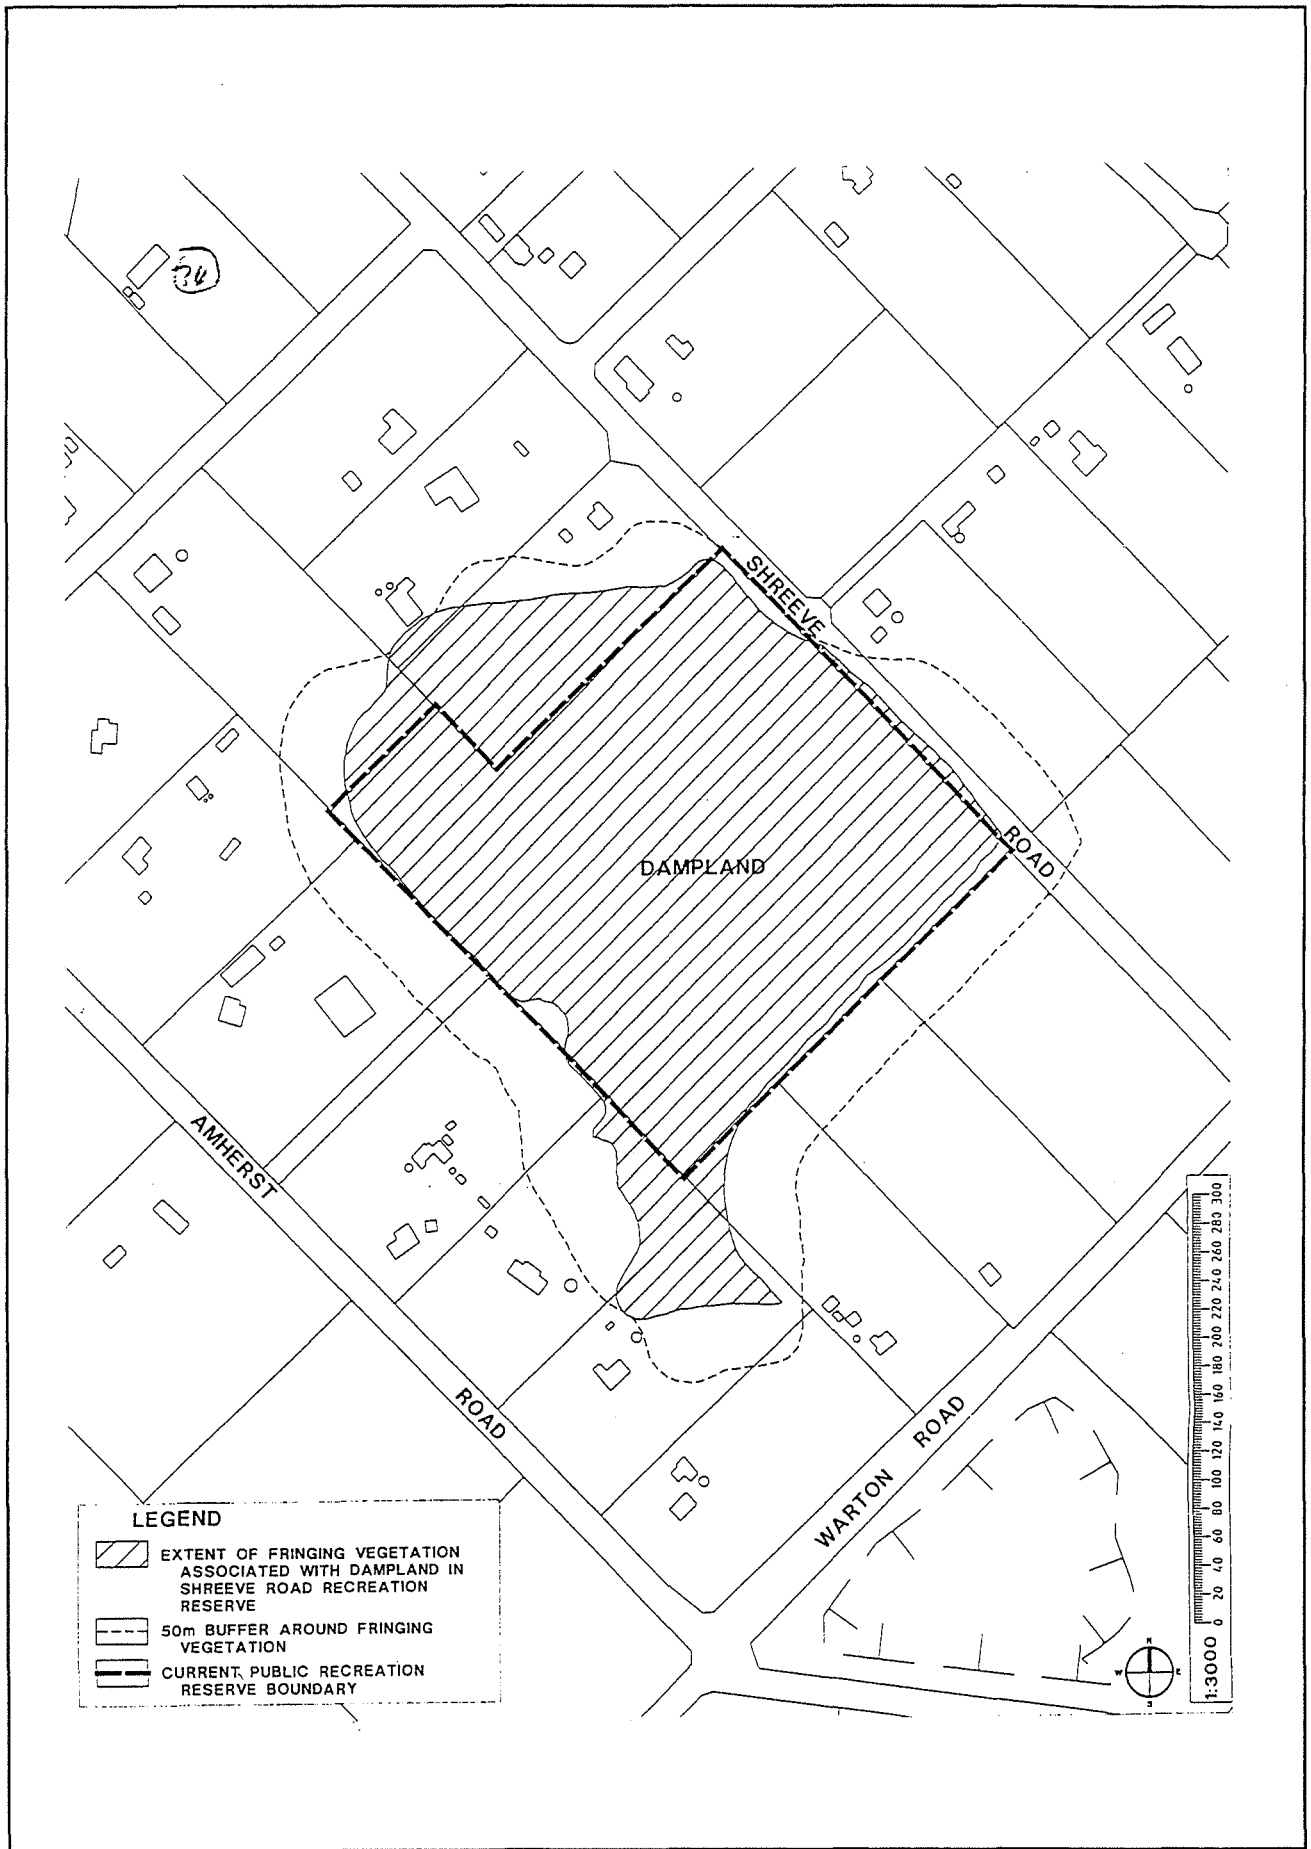 SHREEVE
ROAD
DAMPLAND
AMHERST
ROAD
WARTON
ROAD
LEGEND
EXTENT OF FRINGING VEGETATION
ASSOCIATED WITH DAMPLAND IN
SHREEVE ROAD RECREATION
RESERVE
50m BUFFER AROUND FRINGING
VEGETATION
CURRENT PUBLIC RECREATION
RESERVE BOUNDARY
N
W
E
S
1:3000
0 20 40 60 80 100 120 140 160 180 200 220 240 260 280 300